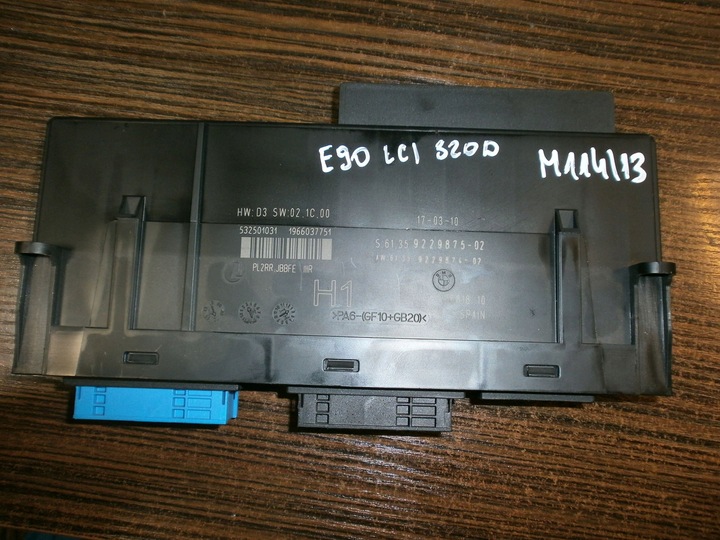 E90 LCI 320D
M114/13
HW: D3 SW:02.1C.00
17-03-10
532501031 1966037751
S 61 35 9229875-02
PL2RR.JBBFE
H1
>PA6-(GF10+GB20)<
SPAIN